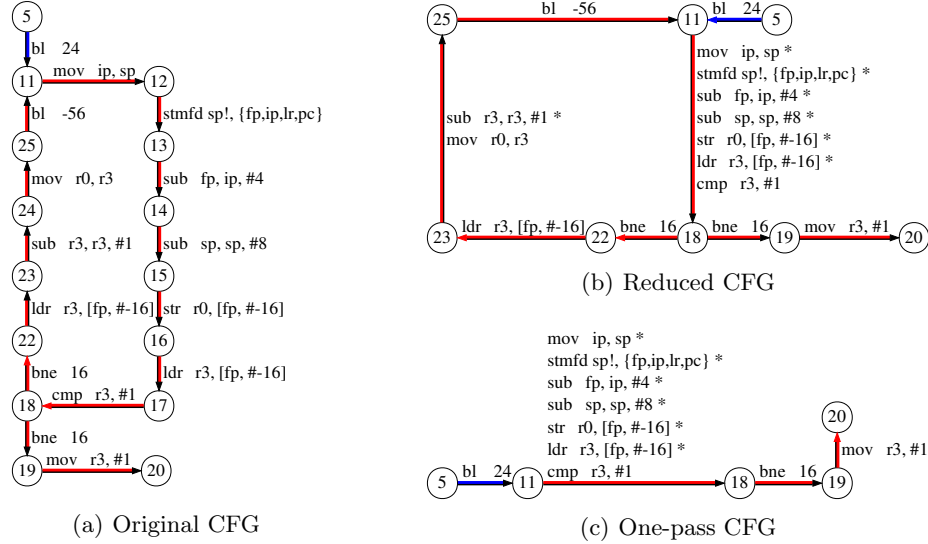 5
bl 24
11
mov ip, sp
12
bl -56
stmfd sp!, {fp,ip,lr,pc}
25
13
mov r0, r3
sub fp, ip, #4
24
14
sub r3, r3, #1
sub sp, sp, #8
23
15
ldr r3, [fp, #-16]
str r0, [fp, #-16]
22
16
bne 16
ldr r3, [fp, #-16]
18
cmp r3, #1
17
bne 16
19
mov r3, #1
20
(a) Original CFG
25
bl -56
11
bl 24
5
mov ip, sp *
stmfd sp!, {fp,ip,lr,pc} *
sub fp, ip, #4 *
sub sp, sp, #8 *
str r0, [fp, #-16] *
ldr r3, [fp, #-16] *
cmp r3, #1
sub r3, r3, #1 *
mov r0, r3
23
ldr r3, [fp, #-16]
22
bne 16
18
bne 16
19
mov r3, #1
20
(b) Reduced CFG
mov ip, sp *
stmfd sp!, {fp,ip,lr,pc} *
sub fp, ip, #4 *
sub sp, sp, #8 *
str r0, [fp, #-16] *
ldr r3, [fp, #-16] *
cmp r3, #1
5
bl 24
11
18
bne 16
19
mov r3, #1
20
(c) One-pass CFG